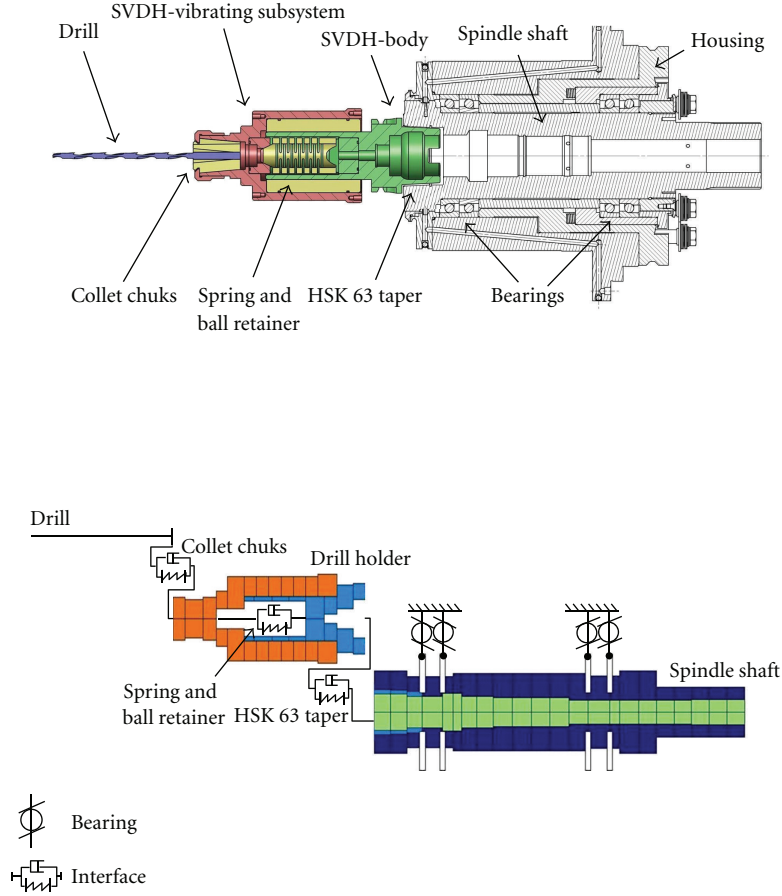 SVDH-vibrating subsystem
Drill
SVDH-body
Spindle shaft
Housing
Collet chuks
Spring and
ball retainer
HSK 63 taper
Bearings
Drill
Collet chuks
Drill holder
Spindle shaft
Spring and
ball retainer
HSK 63 taper
Bearing
Interface